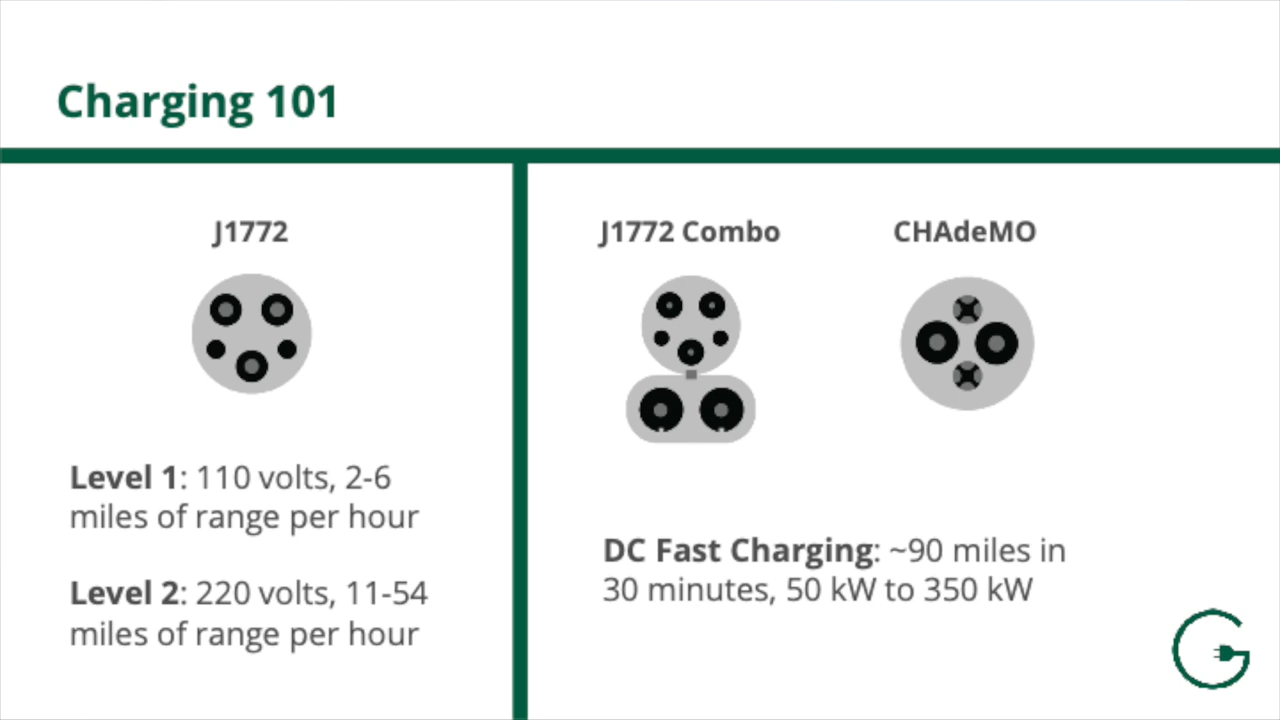 Charging 101
J1772
Level 1: 110 volts, 2-6
miles of range per hour
Level 2: 220 volts, 11-54
miles of range per hour
J1772 Combo
CHAdeMO
DC Fast Charging: ~90 miles in
30 minutes, 50 kW to 350 kW